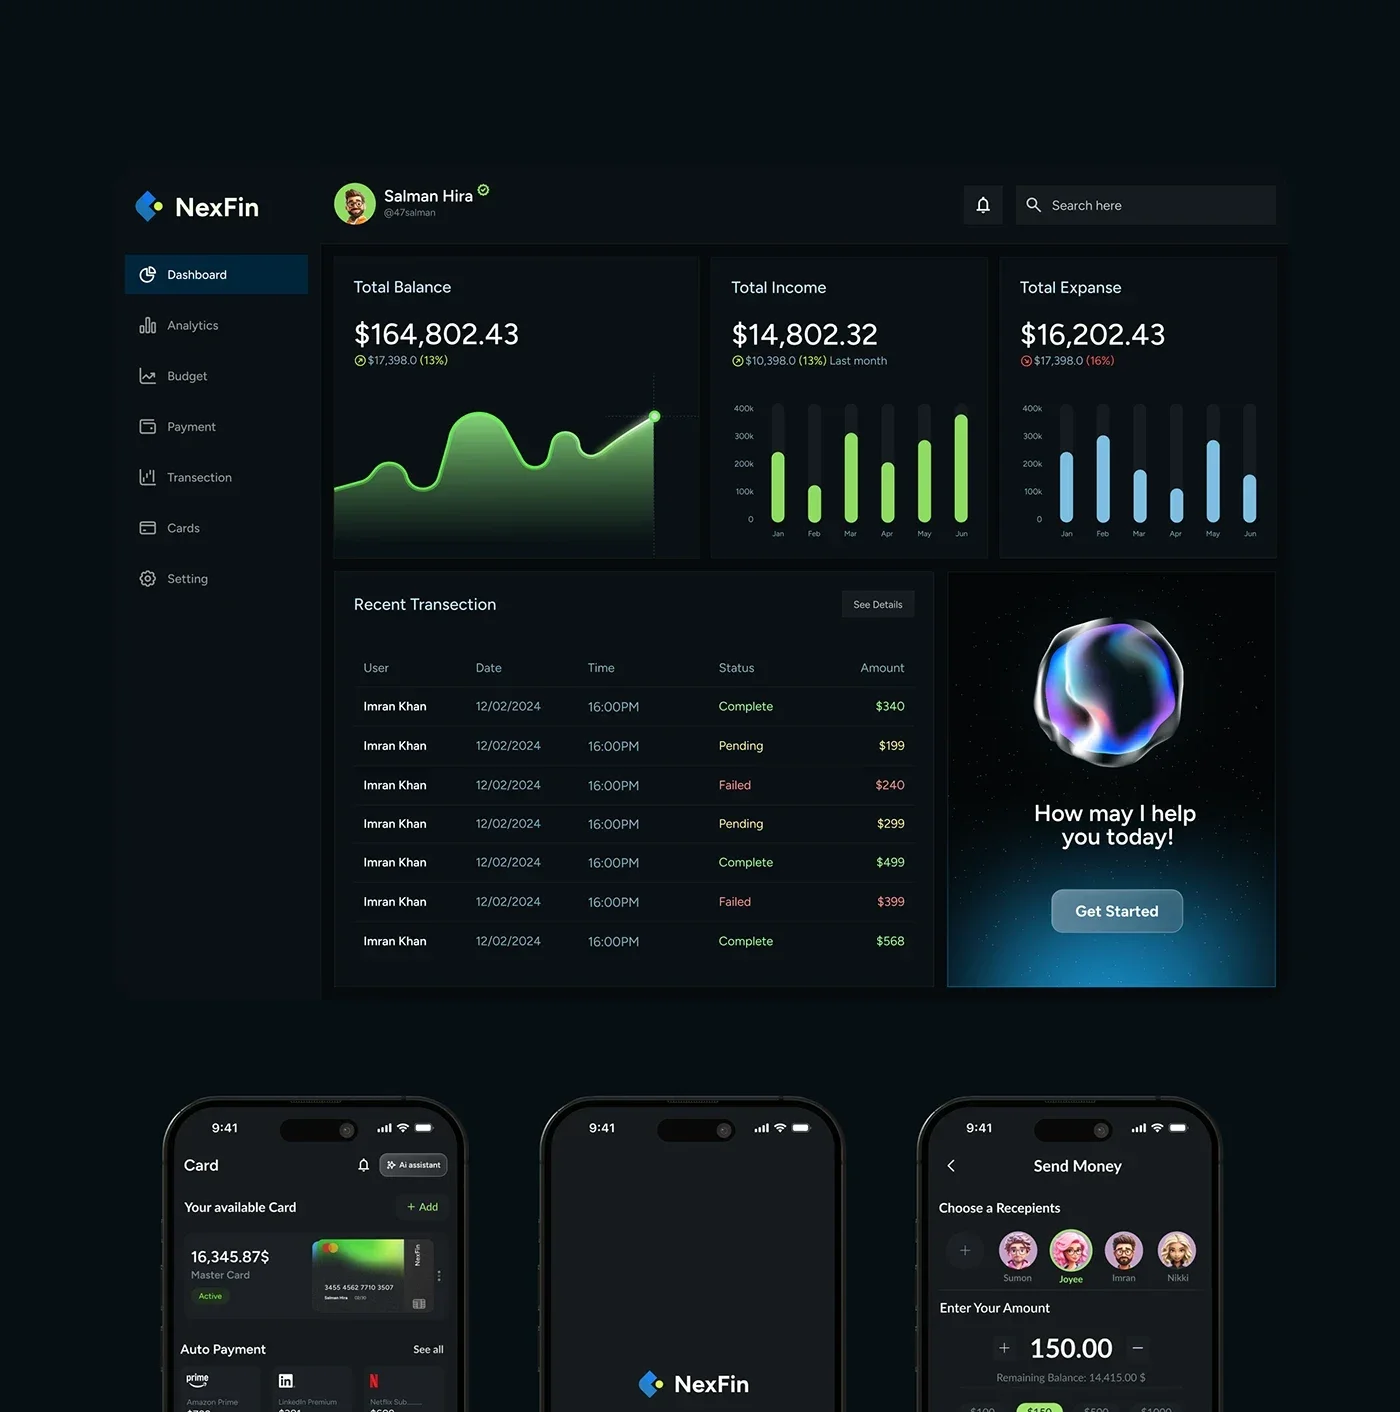 NexFin
Salman Hira
@47salman
Search here
Dashboard
Analytics
Budget
Payment
Transection
Cards
Setting
Total Balance
$164,802.43
$17,398.0 (13%)
Total Income
$14,802.32
$10,398.0 (13%) Last month
400k
300k
200k
100k
0
Jan Feb Mar Apr May Jun
Total Expanse
$16,202.43
$17,398.0 (16%)
400k
300k
200k
100k
0
Jan Feb Mar Apr May Jun
Recent Transection
See Details
User Date Time Status Amount
Imran Khan 12/02/2024 16:00PM Complete $340
Imran Khan 12/02/2024 16:00PM Pending $199
Imran Khan 12/02/2024 16:00PM Failed $240
Imran Khan 12/02/2024 16:00PM Pending $299
Imran Khan 12/02/2024 16:00PM Complete $499
Imran Khan 12/02/2024 16:00PM Failed $399
Imran Khan 12/02/2024 16:00PM Complete $568
How may I help
you today!
Get Started
9:41
Card
Ai assistant
Your available Card
+ Add
16,345.87$
Master Card
Active
NexFin
3455 4562 7710 3507
Salman Hira
Auto Payment
See all
prime
Amazon Prime
in
LinkedIn Premium
N
Netflix Sub........
9:41
NexFin
9:41
Send Money
Choose a Recepients
+
Sumon Joyee Imran Nikki
Enter Your Amount
+ 150.00 −
Remaining Balance: 14,415.00 $
$100 $150 $500 $1000